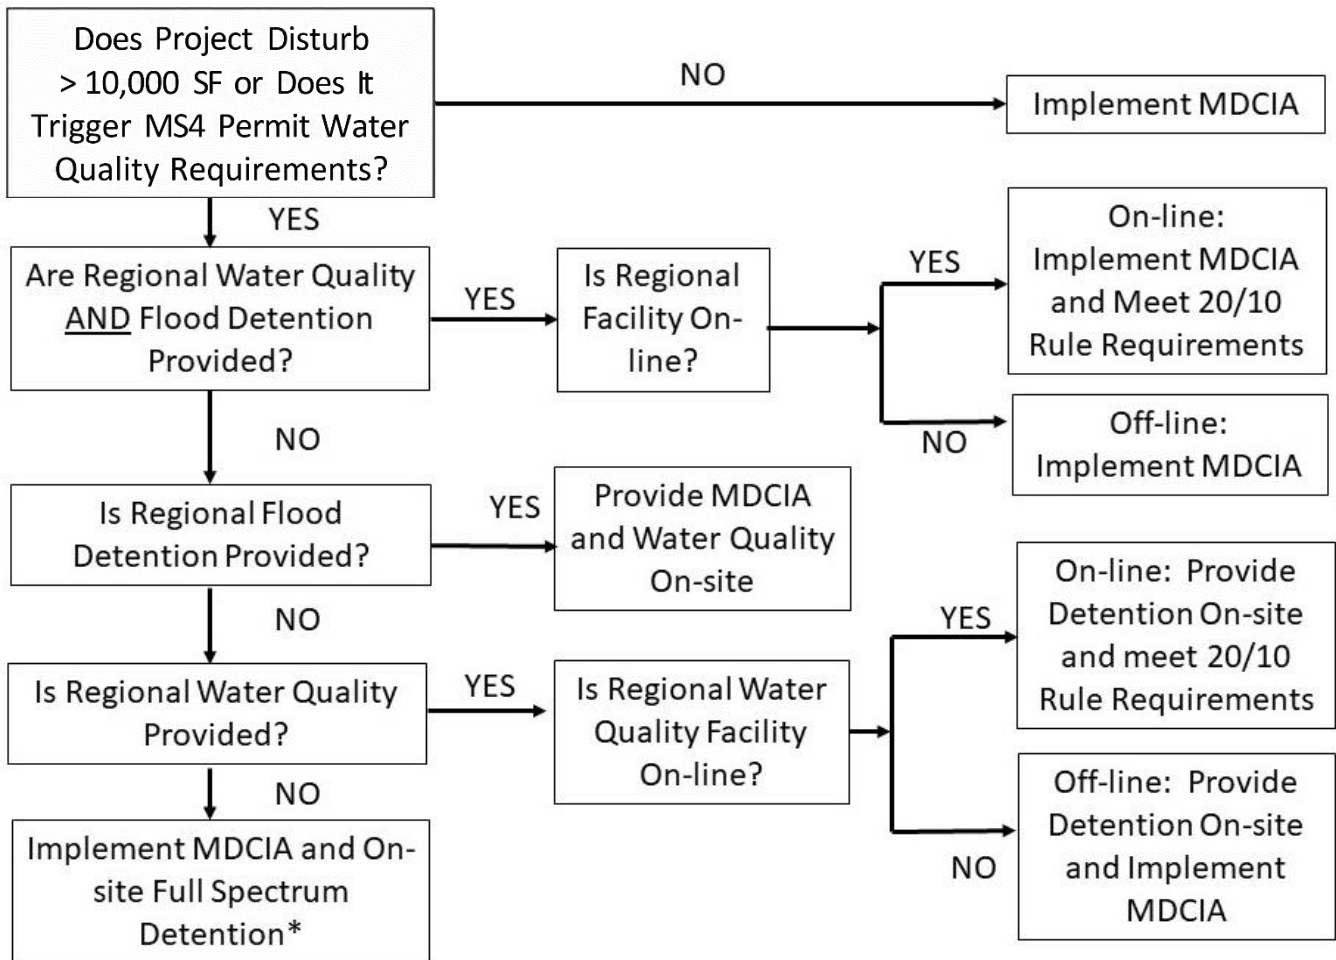 Does Project Disturb
> 10,000 SF or Does It
Trigger MS4 Permit Water
Quality Requirements?
NO
Implement MDCIA
YES
Are Regional Water Quality
AND Flood Detention
Provided?
YES
Is Regional
Facility On-
line?
YES
On-line:
Implement MDCIA
and Meet 20/10
Rule Requirements
NO
Off-line:
Implement MDCIA
NO
Is Regional Flood
Detention Provided?
YES
Provide MDCIA
and Water Quality
On-site
NO
Is Regional Water Quality
Provided?
YES
Is Regional Water
Quality Facility
On-line?
YES
On-line: Provide
Detention On-site
and meet 20/10
Rule Requirements
NO
Off-line: Provide
Detention On-site
and Implement
MDCIA
NO
Implement MDCIA and On-
site Full Spectrum
Detention*